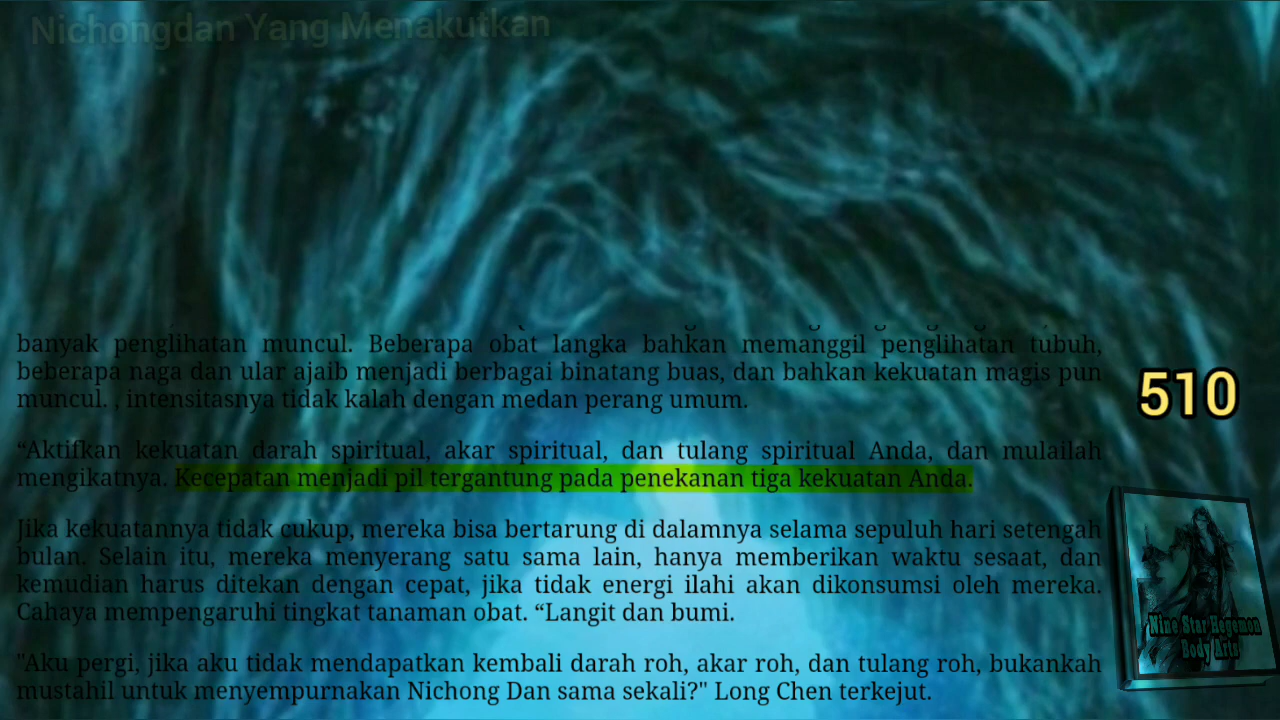 Nichongdan Yang Menakutkan
banyak penglihatan muncul. Beberapa obat langka bahkan memanggil penglihatan tubuh,
beberapa naga dan ular ajaib menjadi berbagai binatang buas, dan bahkan kekuatan magis pun
muncul. , intensitasnya tidak kalah dengan medan perang umum.
“Aktifkan kekuatan darah spiritual, akar spiritual, dan tulang spiritual Anda, dan mulailah
mengikatnya. Kecepatan menjadi pil tergantung pada penekanan tiga kekuatan Anda.
Jika kekuatannya tidak cukup, mereka bisa bertarung di dalamnya selama sepuluh hari setengah
bulan. Selain itu, mereka menyerang satu sama lain, hanya memberikan waktu sesaat, dan
kemudian harus ditekan dengan cepat, jika tidak energi ilahi akan dikonsumsi oleh mereka.
Cahaya mempengaruhi tingkat tanaman obat. “Langit dan bumi.
"Aku pergi, jika aku tidak mendapatkan kembali darah roh, akar roh, dan tulang roh, bukankah
mustahil untuk menyempurnakan Nichong Dan sama sekali?" Long Chen terkejut.
510
Nine Star Hegemon
Body Arts